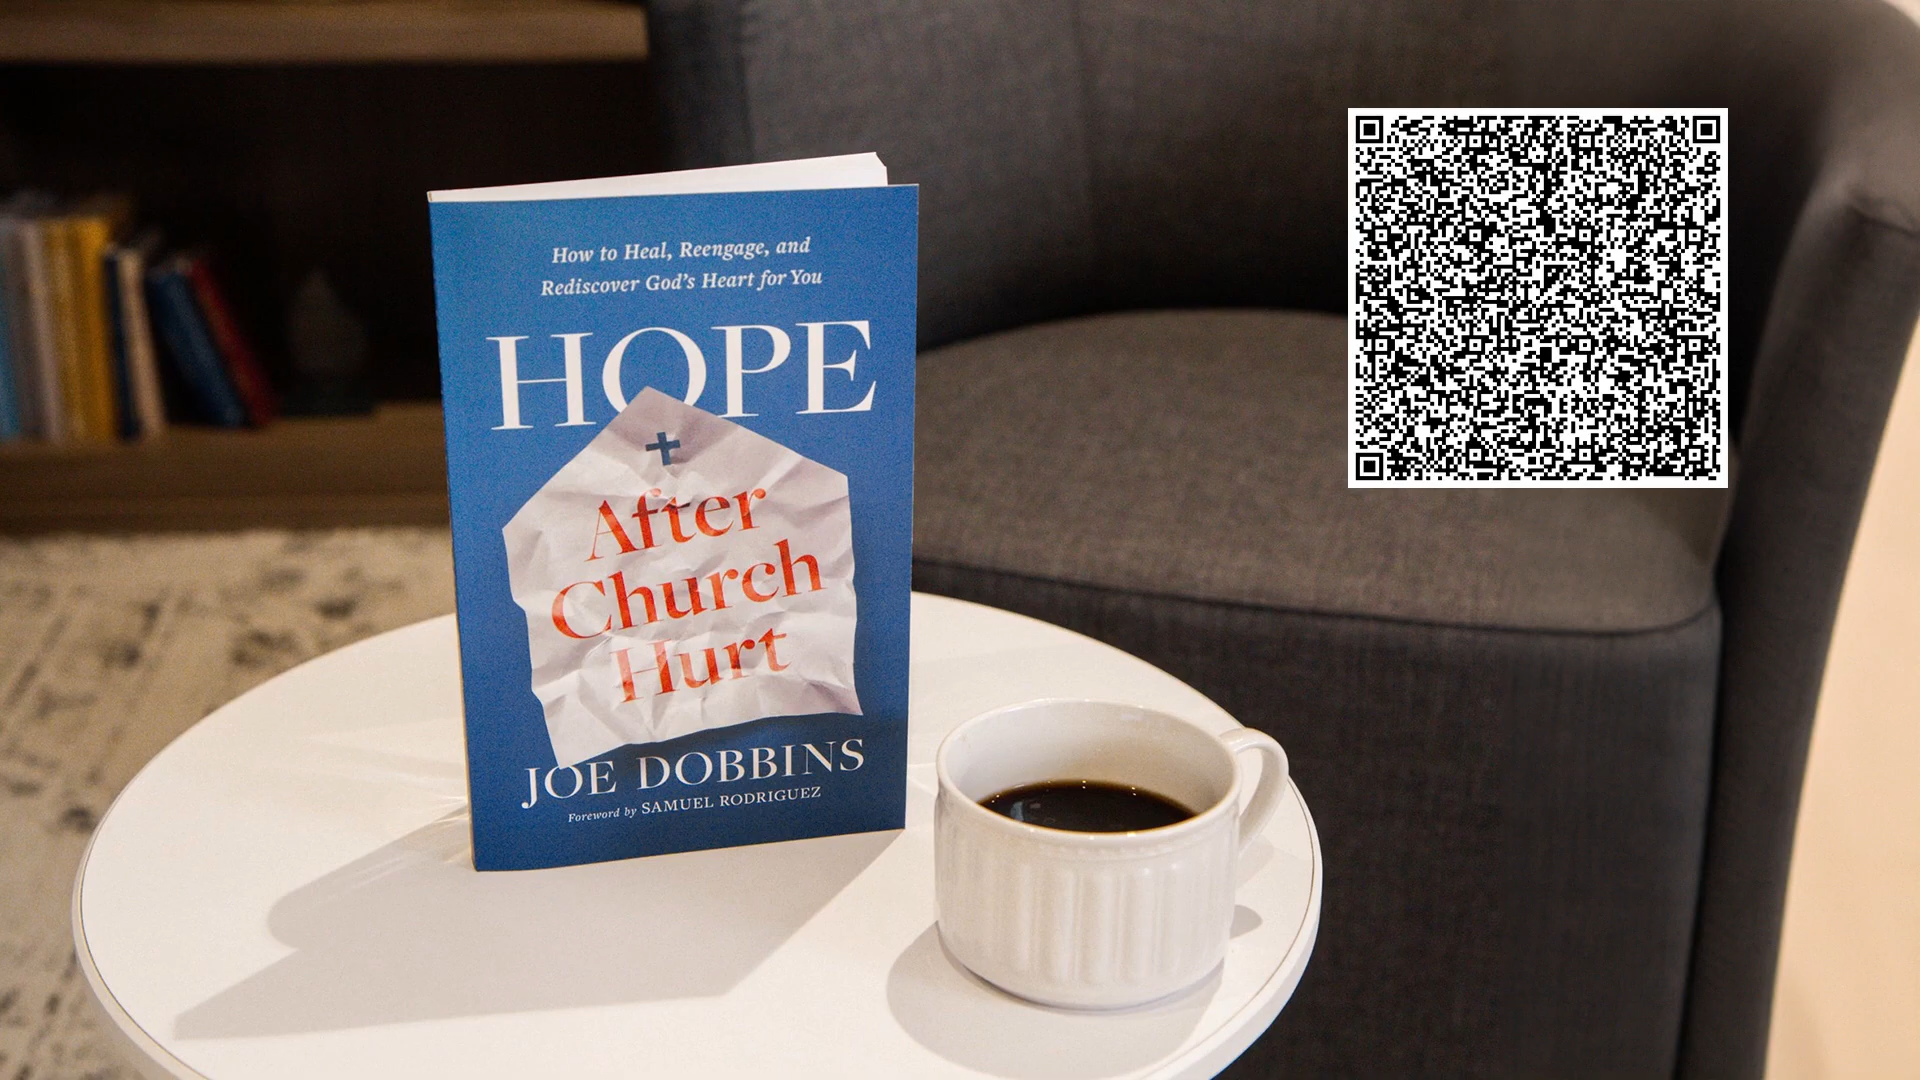 How to Heal, Reengage, and
Rediscover God's Heart for You
HOPE
After
Church
Hurt
JOE DOBBINS
Foreword by SAMUEL RODRIGUEZ